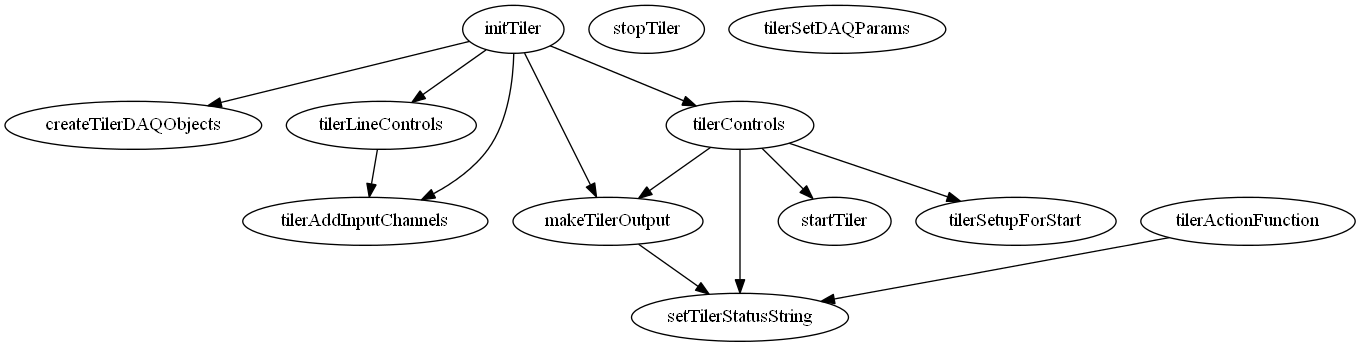 initTiler
stopTiler
tilerSetDAQParams
createTilerDAQObjects
tilerLineControls
tilerControls
tilerAddInputChannels
makeTilerOutput
startTiler
tilerSetupForStart
tilerActionFunction
setTilerStatusString